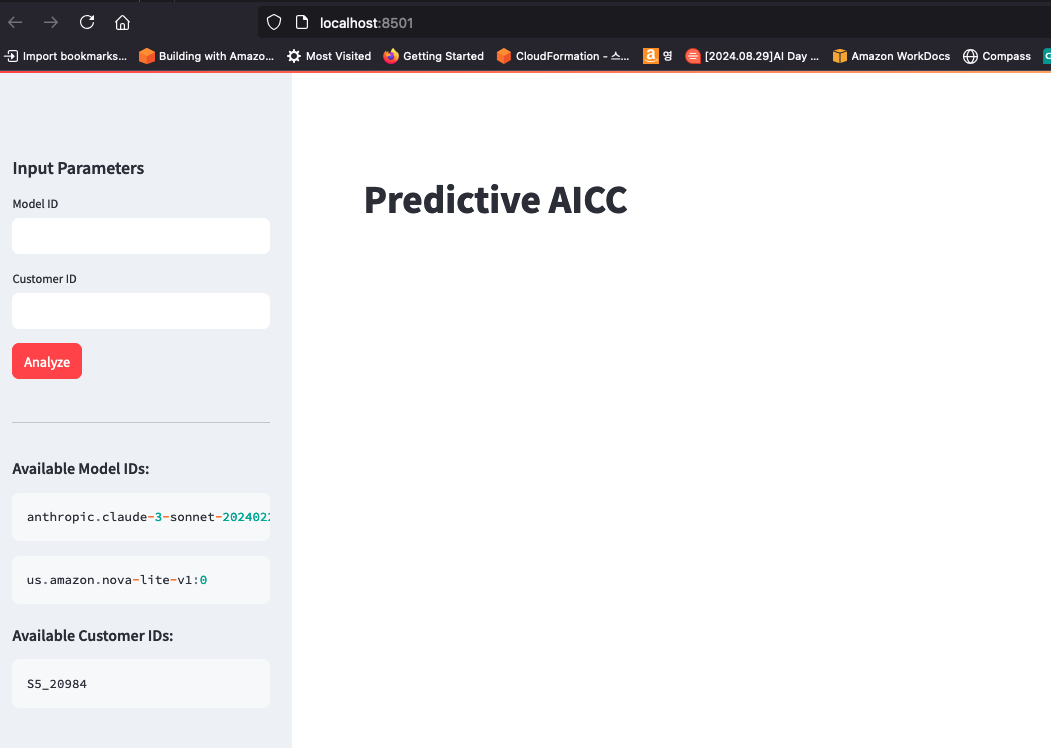 localhost:8501
Import bookmarks...
Building with Amazo...
Most Visited
Getting Started
CloudFormation - 스...
영
[2024.08.29]AI Day ...
Amazon WorkDocs
Compass
Input Parameters
Model ID
Customer ID
Analyze
Available Model IDs:
anthropic.claude-3-sonnet-202402
us.amazon.nova-lite-v1:0
Available Customer IDs:
S5_20984
Predictive AICC